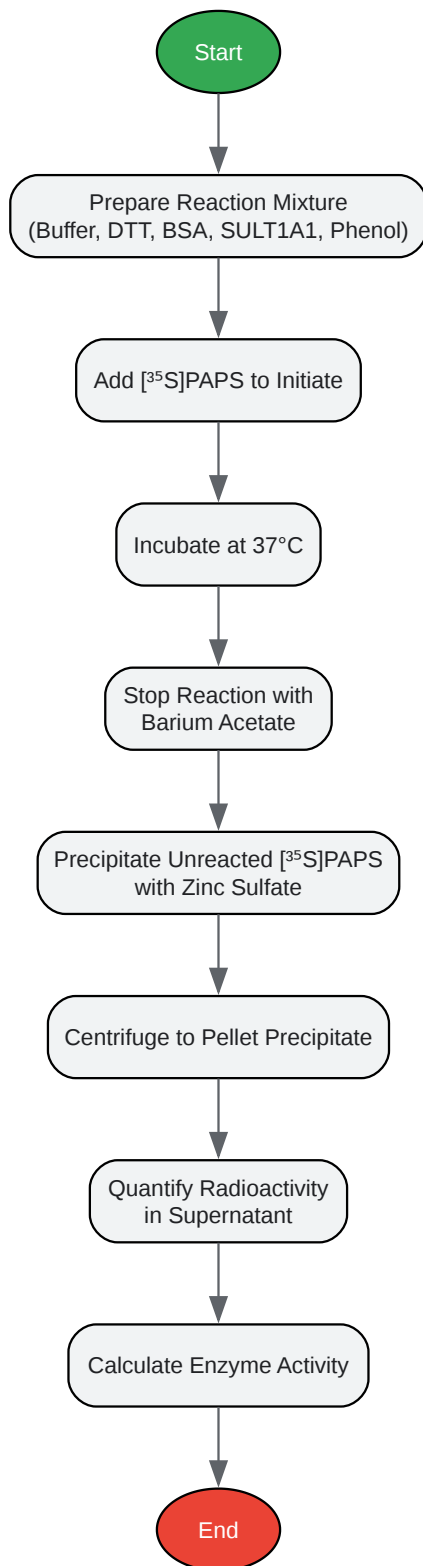 Start
Prepare Reaction Mixture
(Buffer, DTT, BSA, SULT1A1, Phenol)
Add [³⁵S]PAPS to Initiate
Incubate at 37°C
Stop Reaction with
Barium Acetate
Precipitate Unreacted [³⁵S]PAPS
with Zinc Sulfate
Centrifuge to Pellet Precipitate
Quantify Radioactivity
in Supernatant
Calculate Enzyme Activity
End